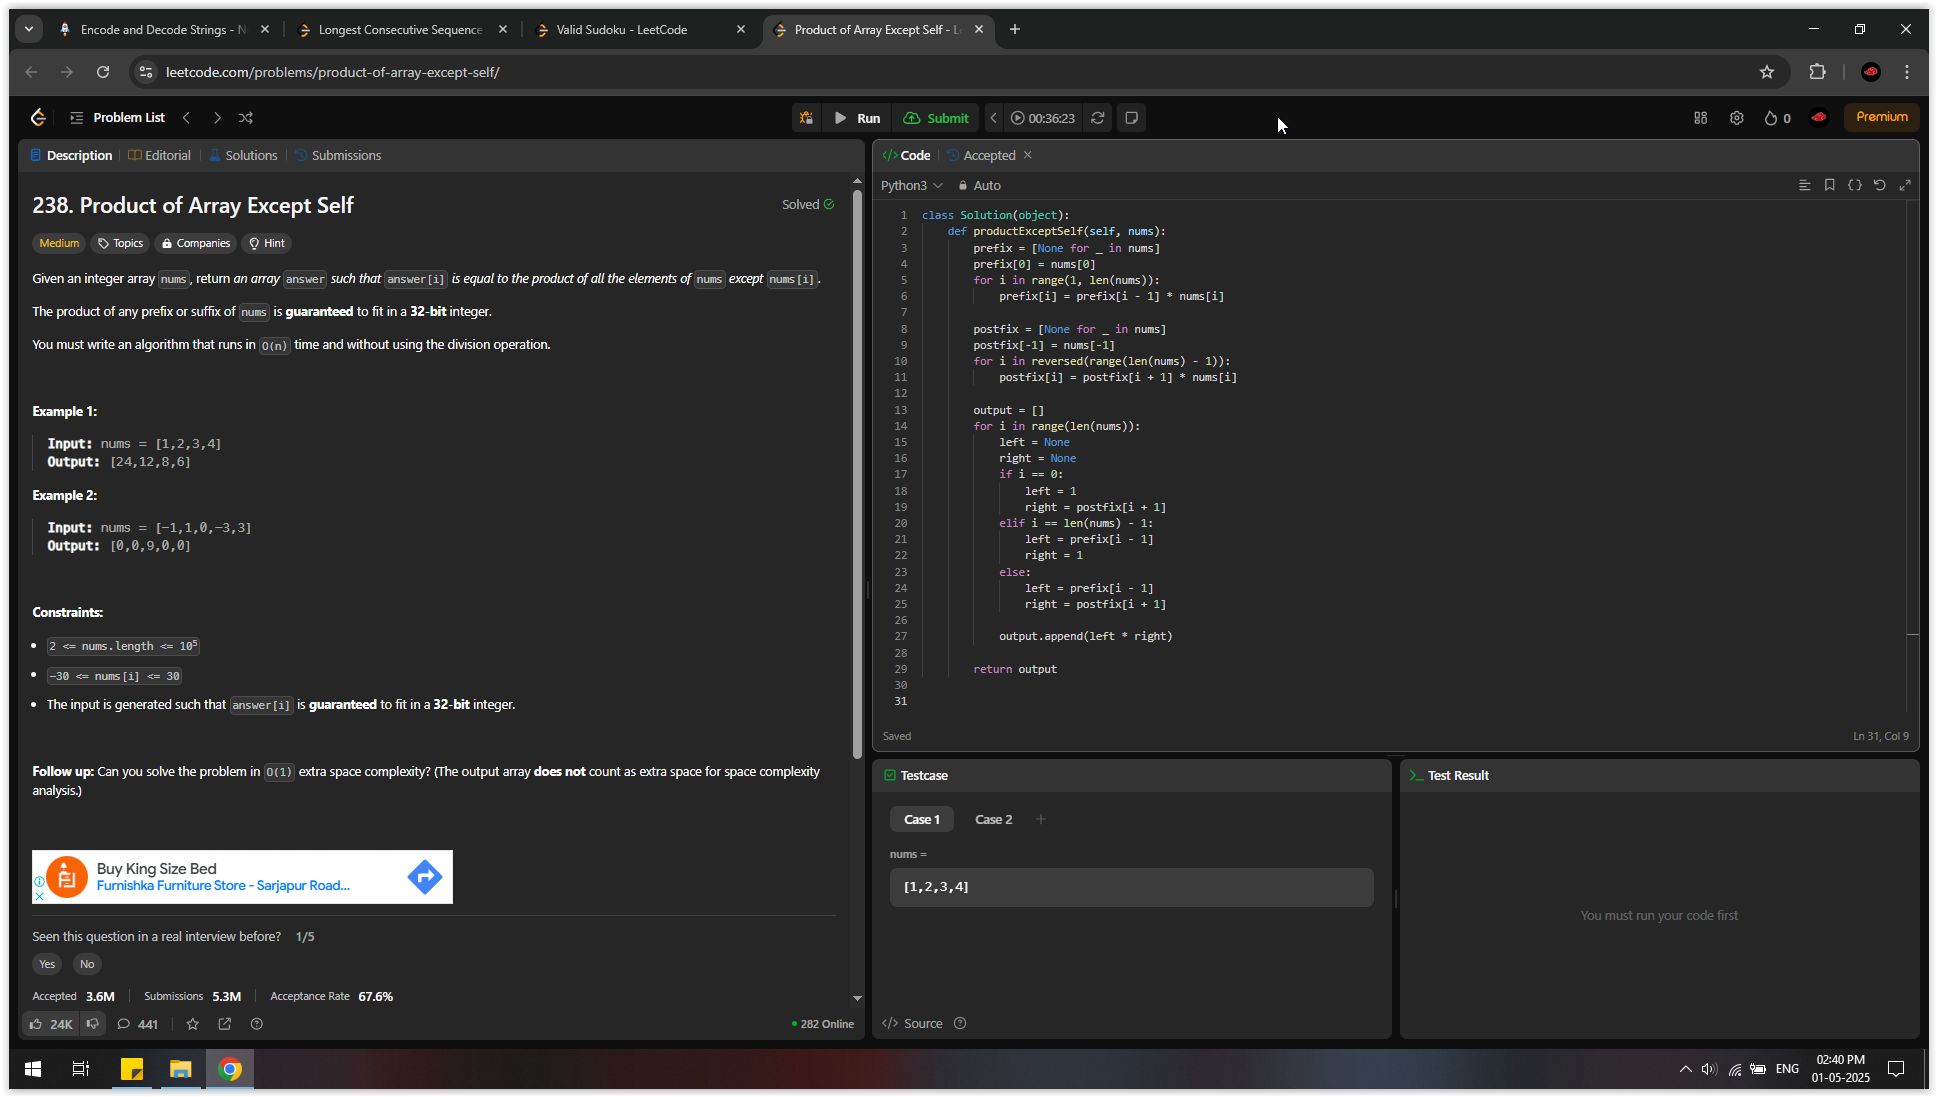 Encode and Decode Strings - N
Longest Consecutive Sequence
Valid Sudoku - LeetCode
Product of Array Except Self - L
leetcode.com/problems/product-of-array-except-self/
Problem List
Run
Submit
00:36:23
0
Premium
Description
Editorial
Solutions
Submissions
238. Product of Array Except Self
Solved
Medium
Topics
Companies
Hint
Given an integer array nums, return an array answer such that answer[i] is equal to the product of all the elements of nums except nums[i].
The product of any prefix or suffix of nums is guaranteed to fit in a 32-bit integer.
You must write an algorithm that runs in O(n) time and without using the division operation.
Example 1:
Input: nums = [1,2,3,4]
Output: [24,12,8,6]
Example 2:
Input: nums = [-1,1,0,-3,3]
Output: [0,0,9,0,0]
Constraints:
• 2 <= nums.length <= 10⁵
• -30 <= nums[i] <= 30
• The input is generated such that answer[i] is guaranteed to fit in a 32-bit integer.
Follow up: Can you solve the problem in O(1) extra space complexity? (The output array does not count as extra space for space complexity
analysis.)
Buy King Size Bed
Furnishka Furniture Store - Sarjapur Road...
Seen this question in a real interview before? 1/5
Yes
No
Accepted 3.6M
Submissions 5.3M
Acceptance Rate 67.6%
24K
441
282 Online
Code
Accepted
Python3
Auto
1 class Solution(object):
2     def productExceptSelf(self, nums):
3         prefix = [None for _ in nums]
4         prefix[0] = nums[0]
5         for i in range(1, len(nums)):
6             prefix[i] = prefix[i - 1] * nums[i]
7
8         postfix = [None for _ in nums]
9         postfix[-1] = nums[-1]
10         for i in reversed(range(len(nums) - 1)):
11             postfix[i] = postfix[i + 1] * nums[i]
12
13         output = []
14         for i in range(len(nums)):
15             left = None
16             right = None
17             if i == 0:
18                 left = 1
19                 right = postfix[i + 1]
20             elif i == len(nums) - 1:
21                 left = prefix[i - 1]
22                 right = 1
23             else:
24                 left = prefix[i - 1]
25                 right = postfix[i + 1]
26
27             output.append(left * right)
28
29         return output
30
31
Saved
Ln 31, Col 9
Testcase
Case 1
Case 2
nums =
[1,2,3,4]
Source
Test Result
You must run your code first
ENG
02:40 PM
01-05-2025